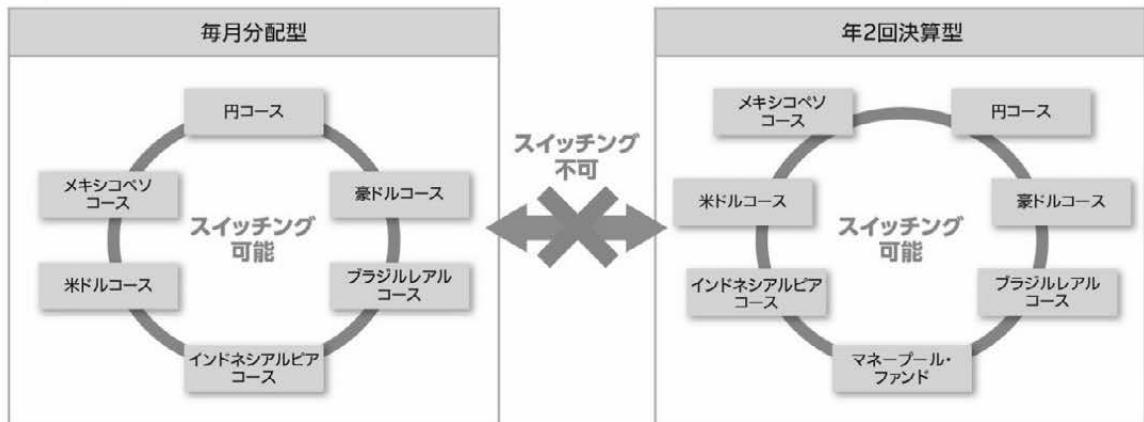 毎月分配型
円コース
メキシコペソ
コース
豪ドルコース
スイッチング
可能
米ドルコース
ブラジルレアル
コース
インドネシアルピア
コース
スイッチング
不可
年2回決算型
メキシコペソ
コース
円コース
米ドルコース
豪ドルコース
スイッチング
可能
インドネシアルピア
コース
ブラジルレアル
コース
マネープール・
ファンド